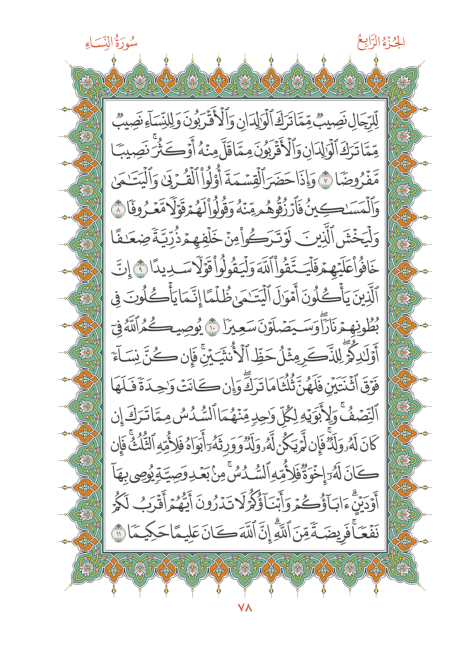 سُورَةُ النِّسَاءِ
الجُزْءُ الرَّابِعُ
لِّلرِّجَالِ نَصِيبٌ مِّمَّا تَرَكَ ٱلْوَٰلِدَانِ وَٱلْأَقْرَبُونَ وَلِلنِّسَآءِ نَصِيبٌ
مِّمَّا تَرَكَ ٱلْوَٰلِدَانِ وَٱلْأَقْرَبُونَ مِمَّا قَلَّ مِنْهُ أَوْ كَثُرَ ۚ نَصِيبًا
مَّفْرُوضًا ٧ وَإِذَا حَضَرَ ٱلْقِسْمَةَ أُو۟لُوا۟ ٱلْقُرْبَىٰ وَٱلْيَتَـٰمَىٰ
وَٱلْمَسَـٰكِينُ فَٱرْزُقُوهُم مِّنْهُ وَقُولُوا۟ لَهُمْ قَوْلًا مَّعْرُوفًا ٨
وَلْيَخْشَ ٱلَّذِينَ لَوْ تَرَكُوا۟ مِنْ خَلْفِهِمْ ذُرِّيَّةً ضِعَـٰفًا
خَافُوا۟ عَلَيْهِمْ فَلْيَتَّقُوا۟ ٱللَّهَ وَلْيَقُولُوا۟ قَوْلًا سَدِيدًا ٩ إِنَّ
ٱلَّذِينَ يَأْكُلُونَ أَمْوَٰلَ ٱلْيَتَـٰمَىٰ ظُلْمًا إِنَّمَا يَأْكُلُونَ فِى
بُطُونِهِمْ نَارًا ۖ وَسَيَصْلَوْنَ سَعِيرًا ١٠ يُوصِيكُمُ ٱللَّهُ فِىٓ
أَوْلَـٰدِكُمْ ۖ لِلذَّكَرِ مِثْلُ حَظِّ ٱلْأُنثَيَيْنِ ۚ فَإِن كُنَّ نِسَآءً
فَوْقَ ٱثْنَتَيْنِ فَلَهُنَّ ثُلُثَا مَا تَرَكَ ۖ وَإِن كَانَتْ وَٰحِدَةً فَلَهَا
ٱلنِّصْفُ ۚ وَلِأَبَوَيْهِ لِكُلِّ وَٰحِدٍ مِّنْهُمَا ٱلسُّدُسُ مِمَّا تَرَكَ إِن
كَانَ لَهُۥ وَلَدٌ ۚ فَإِن لَّمْ يَكُن لَّهُۥ وَلَدٌ وَوَرِثَهُۥٓ أَبَوَاهُ فَلِأُمِّهِ ٱلثُّلُثُ ۚ فَإِن
كَانَ لَهُۥٓ إِخْوَةٌ فَلِأُمِّهِ ٱلسُّدُسُ ۚ مِنۢ بَعْدِ وَصِيَّةٍ يُوصِى بِهَآ
أَوْ دَيْنٍ ۗ ءَابَآؤُكُمْ وَأَبْنَآؤُكُمْ لَا تَدْرُونَ أَيُّهُمْ أَقْرَبُ لَكُمْ
نَفْعًا ۚ فَرِيضَةً مِّنَ ٱللَّهِ ۗ إِنَّ ٱللَّهَ كَانَ عَلِيمًا حَكِيمًا ١١
٧٨